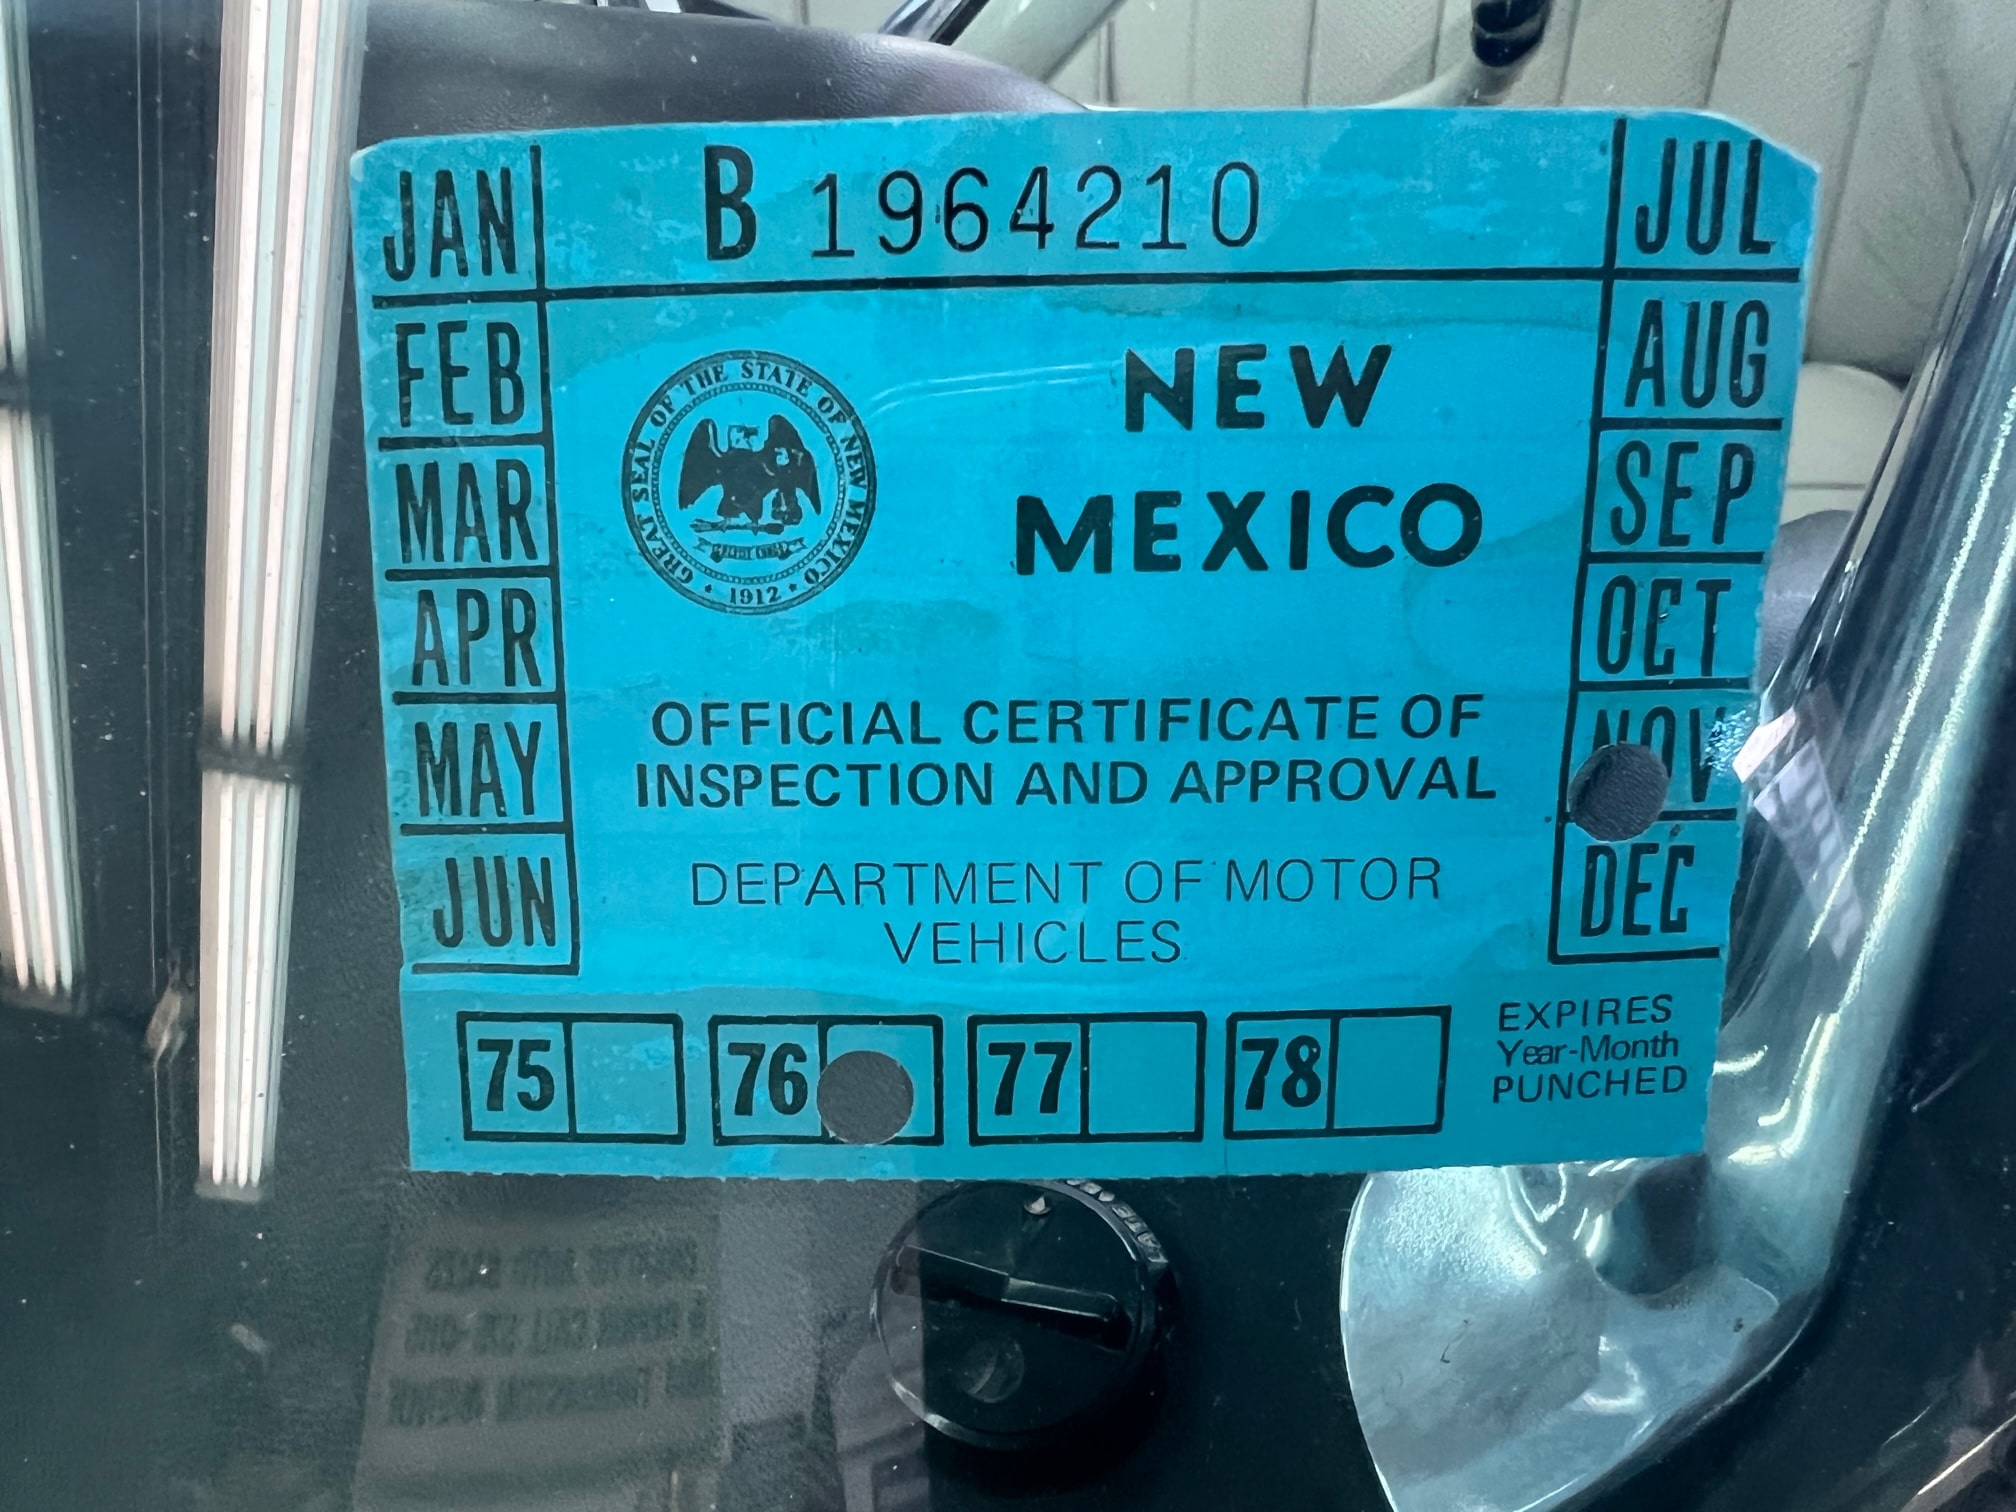 B 1964210
JAN
FEB
MAR
APR
MAY
JUN
GREAT SEAL OF THE STATE OF NEW MEXICO
1912
NEW
MEXICO
OFFICIAL CERTIFICATE OF
INSPECTION AND APPROVAL
DEPARTMENT OF MOTOR
VEHICLES
JUL
AUG
SEP
OCT
NOV
DEC
75
76
77
78
EXPIRES
Year-Month
PUNCHED